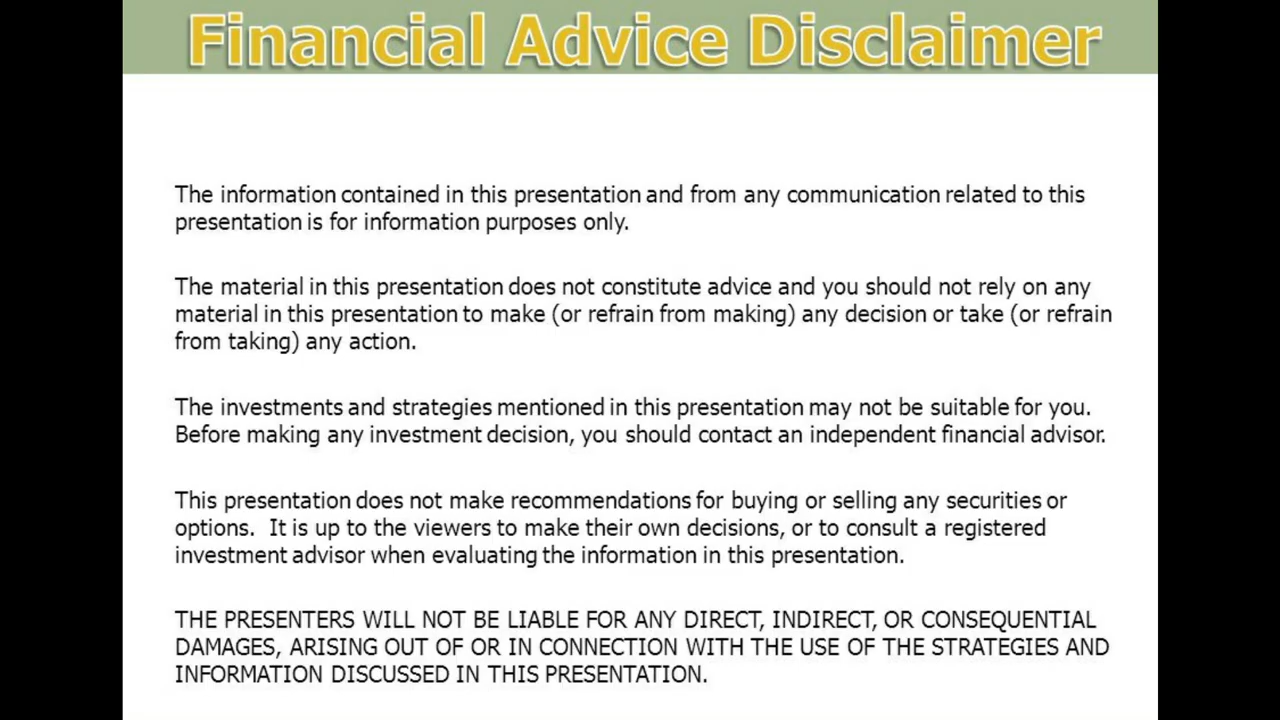 Financial Advice Disclaimer
The information contained in this presentation and from any communication related to this
presentation is for information purposes only.
The material in this presentation does not constitute advice and you should not rely on any
material in this presentation to make (or refrain from making) any decision or take (or refrain
from taking) any action.
The investments and strategies mentioned in this presentation may not be suitable for you.
Before making any investment decision, you should contact an independent financial advisor.
This presentation does not make recommendations for buying or selling any securities or
options.  It is up to the viewers to make their own decisions, or to consult a registered
investment advisor when evaluating the information in this presentation.
THE PRESENTERS WILL NOT BE LIABLE FOR ANY DIRECT, INDIRECT, OR CONSEQUENTIAL
DAMAGES, ARISING OUT OF OR IN CONNECTION WITH THE USE OF THE STRATEGIES AND
INFORMATION DISCUSSED IN THIS PRESENTATION.